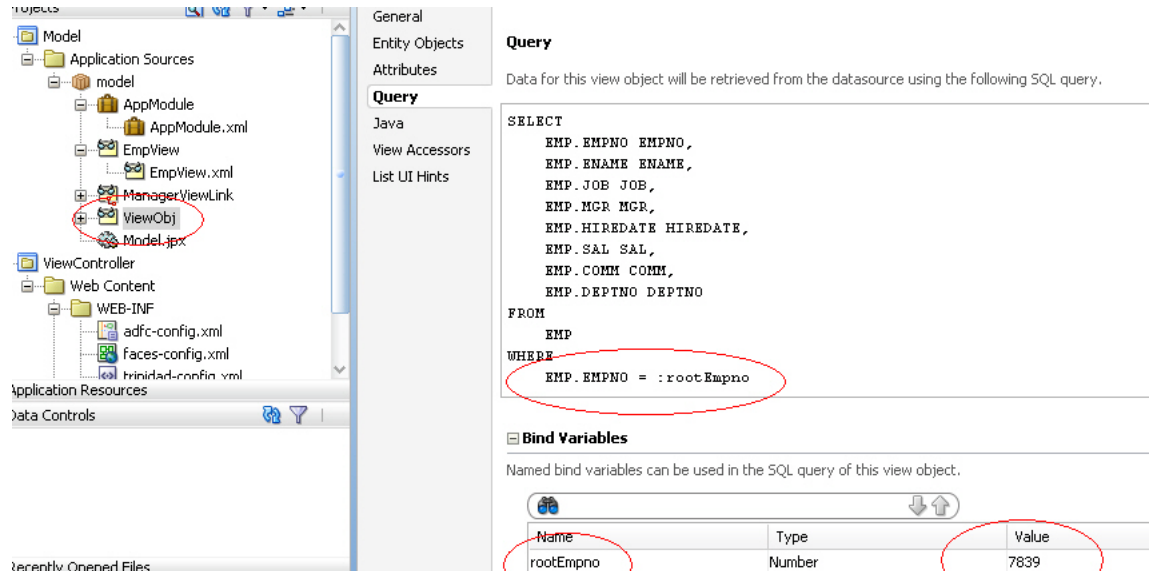 Projects
Model
Application Sources
model
AppModule
AppModule.xml
EmpView
EmpView.xml
ManagerViewLink
ViewObj
Model.jpx
ViewController
Web Content
WEB-INF
adfc-config.xml
faces-config.xml
trinidad-config.xml
Application Resources
Data Controls
Recently Opened Files
General
Entity Objects
Attributes
Query
Java
View Accessors
List UI Hints
Query
Data for this view object will be retrieved from the datasource using the following SQL query.
SELECT
EMP.EMPNO EMPNO,
EMP.ENAME ENAME,
EMP.JOB JOB,
EMP.MGR MGR,
EMP.HIREDATE HIREDATE,
EMP.SAL SAL,
EMP.COMM COMM,
EMP.DEPTNO DEPTNO
FROM
EMP
WHERE
EMP.EMPNO = :rootEmpno
Bind Variables
Named bind variables can be used in the SQL query of this view object.
Name Type Value
rootEmpno Number 7839